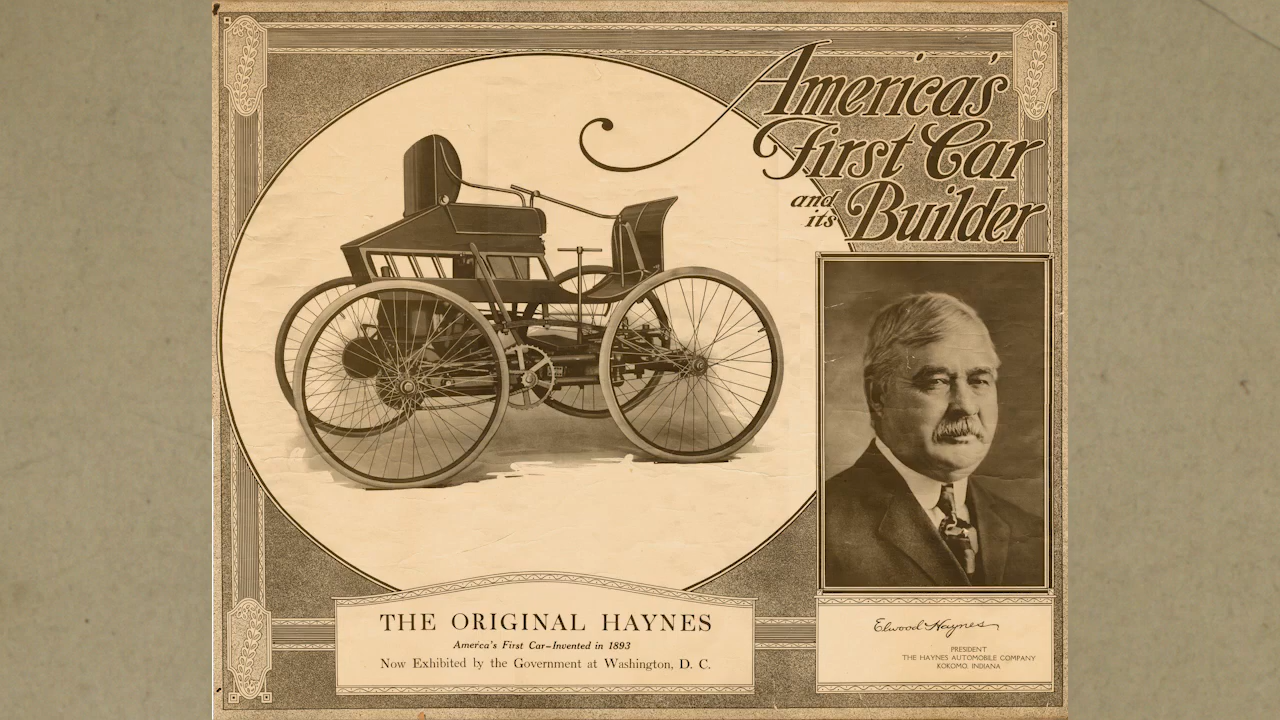 America's
First Car
and its Builder
THE ORIGINAL HAYNES
America's First Car—Invented in 1893
Now Exhibited by the Government at Washington, D. C.
Elwood Haynes
PRESIDENT
THE HAYNES AUTOMOBILE COMPANY
KOKOMO, INDIANA